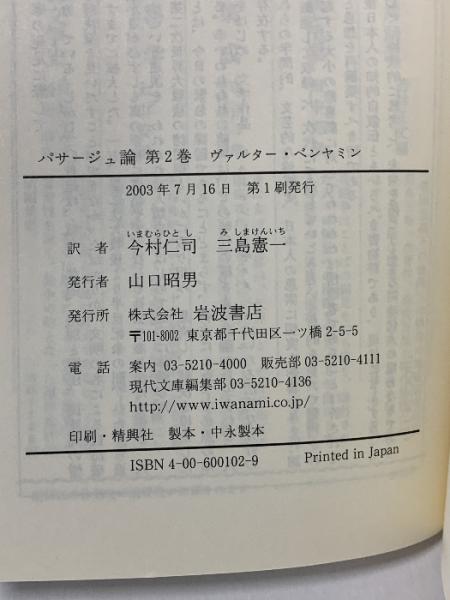 パサージュ論 第2巻　ヴァルター・ベンヤミン
2003年7月16日　第1刷発行
いまむらひとし　みしまけんいち
訳者　今村仁司　三島憲一
発行者　山口昭男
発行所　株式会社 岩波書店
〒101-8002 東京都千代田区一ツ橋2-5-5
電話　案内 03-5210-4000　販売部 03-5210-4111
現代文庫編集部 03-5210-4136
http://www.iwanami.co.jp/
印刷・精興社　製本・中永製本
ISBN 4-00-600102-9　Printed in Japan